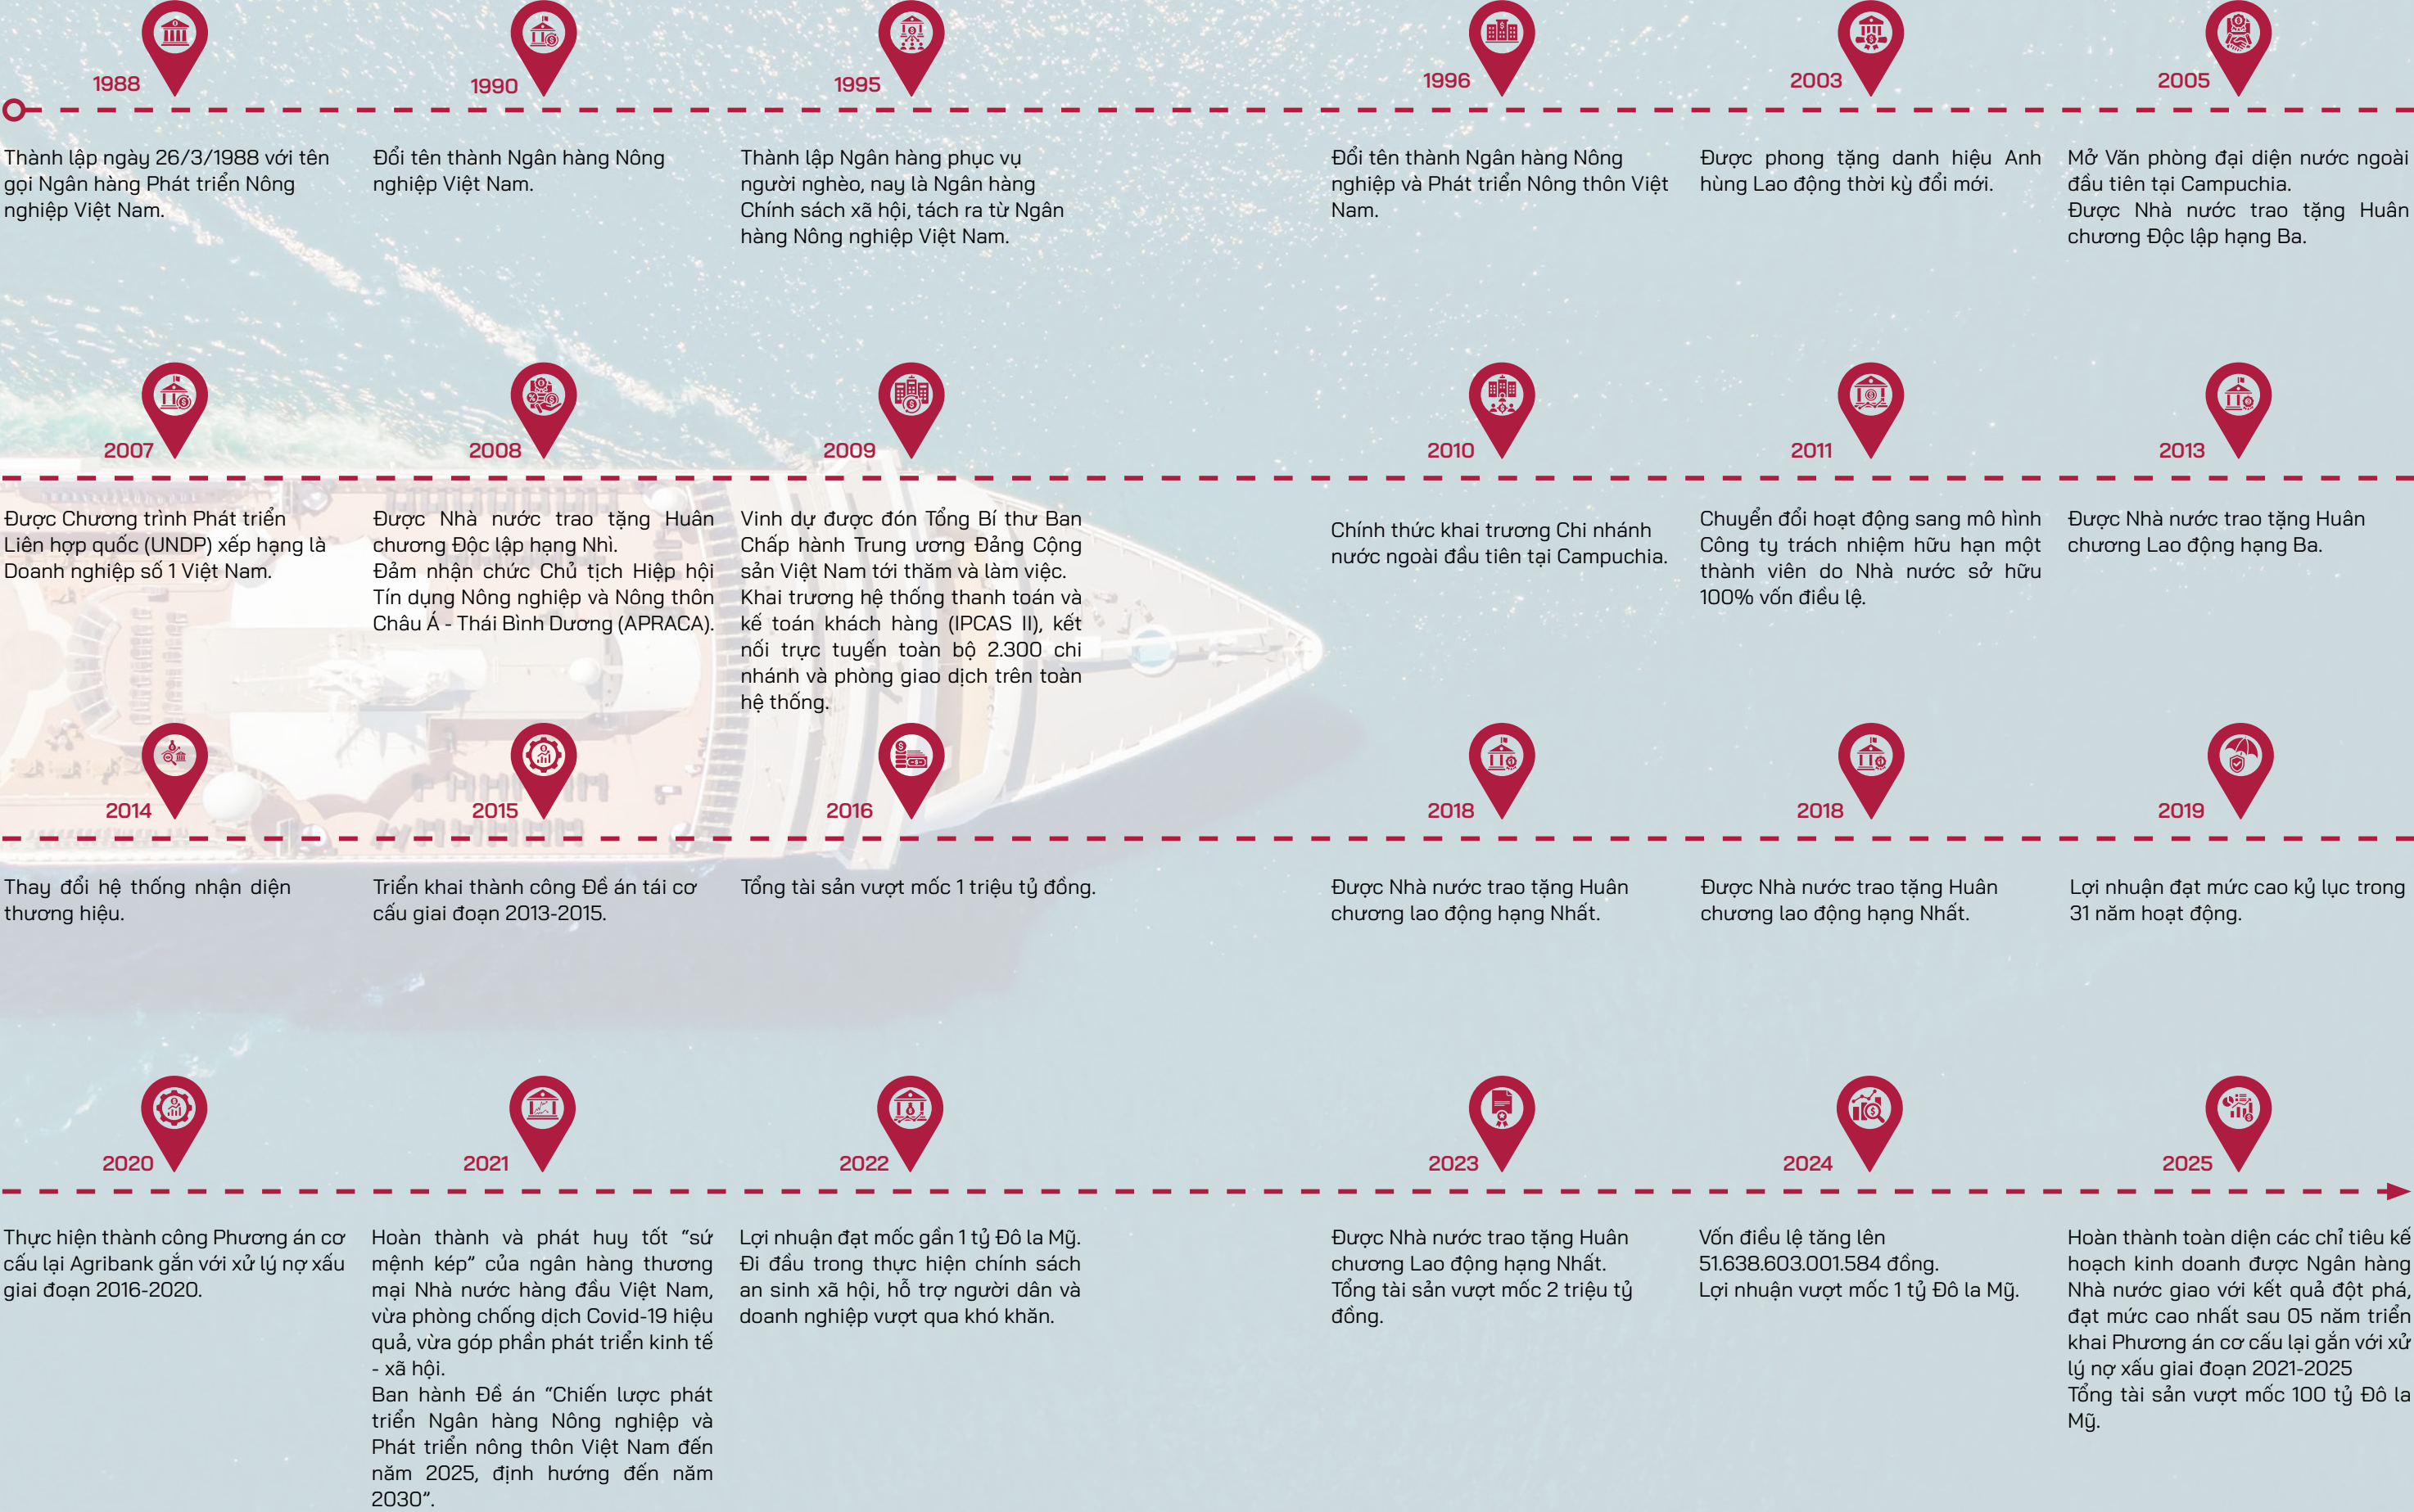 1988
Thành lập ngày 26/3/1988 với tên
gọi Ngân hàng Phát triển Nông
nghiệp Việt Nam.
1990
Đổi tên thành Ngân hàng Nông
nghiệp Việt Nam.
1995
Thành lập Ngân hàng phục vụ
người nghèo, nay là Ngân hàng
Chính sách xã hội, tách ra từ Ngân
hàng Nông nghiệp Việt Nam.
1996
Đổi tên thành Ngân hàng Nông
nghiệp và Phát triển Nông thôn Việt
Nam.
2003
Được phong tặng danh hiệu Anh
hùng Lao động thời kỳ đổi mới.
2005
Mở Văn phòng đại diện nước ngoài
đầu tiên tại Campuchia.
Được Nhà nước trao tặng Huân
chương Độc lập hạng Ba.
2007
Được Chương trình Phát triển
Liên hợp quốc (UNDP) xếp hạng là
Doanh nghiệp số 1 Việt Nam.
2008
Được Nhà nước trao tặng Huân
chương Độc lập hạng Nhì.
Đảm nhận chức Chủ tịch Hiệp hội
Tín dụng Nông nghiệp và Nông thôn
Châu Á - Thái Bình Dương (APRACA).
2009
Vinh dự được đón Tổng Bí thư Ban
Chấp hành Trung ương Đảng Cộng
sản Việt Nam tới thăm và làm việc.
Khai trương hệ thống thanh toán và
kế toán khách hàng (IPCAS II), kết
nối trực tuyến toàn bộ 2.300 chi
nhánh và phòng giao dịch trên toàn
hệ thống.
2010
Chính thức khai trương Chi nhánh
nước ngoài đầu tiên tại Campuchia.
2011
Chuyển đổi hoạt động sang mô hình
Công ty trách nhiệm hữu hạn một
thành viên do Nhà nước sở hữu
100% vốn điều lệ.
2013
Được Nhà nước trao tặng Huân
chương Lao động hạng Ba.
2014
Thay đổi hệ thống nhận diện
thương hiệu.
2015
Triển khai thành công Đề án tái cơ
cấu giai đoạn 2013-2015.
2016
Tổng tài sản vượt mốc 1 triệu tỷ đồng.
2018
Được Nhà nước trao tặng Huân
chương lao động hạng Nhất.
2018
Được Nhà nước trao tặng Huân
chương lao động hạng Nhất.
2019
Lợi nhuận đạt mức cao kỷ lục trong
31 năm hoạt động.
2020
Thực hiện thành công Phương án cơ
cấu lại Agribank gắn với xử lý nợ xấu
giai đoạn 2016-2020.
2021
Hoàn thành và phát huy tốt “sứ
mệnh kép” của ngân hàng thương
mại Nhà nước hàng đầu Việt Nam,
vừa phòng chống dịch Covid-19 hiệu
quả, vừa góp phần phát triển kinh tế
- xã hội.
Ban hành Đề án “Chiến lược phát
triển Ngân hàng Nông nghiệp và
Phát triển nông thôn Việt Nam đến
năm 2025, định hướng đến năm
2030”.
2022
Lợi nhuận đạt mốc gần 1 tỷ Đô la Mỹ.
Đi đầu trong thực hiện chính sách
an sinh xã hội, hỗ trợ người dân và
doanh nghiệp vượt qua khó khăn.
2023
Được Nhà nước trao tặng Huân
chương Lao động hạng Nhất.
Tổng tài sản vượt mốc 2 triệu tỷ
đồng.
2024
Vốn điều lệ tăng lên
51.638.603.001.584 đồng.
Lợi nhuận vượt mốc 1 tỷ Đô la Mỹ.
2025
Hoàn thành toàn diện các chỉ tiêu kế
hoạch kinh doanh được Ngân hàng
Nhà nước giao với kết quả đột phá,
đạt mức cao nhất sau 05 năm triển
khai Phương án cơ cấu lại gắn với xử
lý nợ xấu giai đoạn 2021-2025
Tổng tài sản vượt mốc 100 tỷ Đô la
Mỹ.